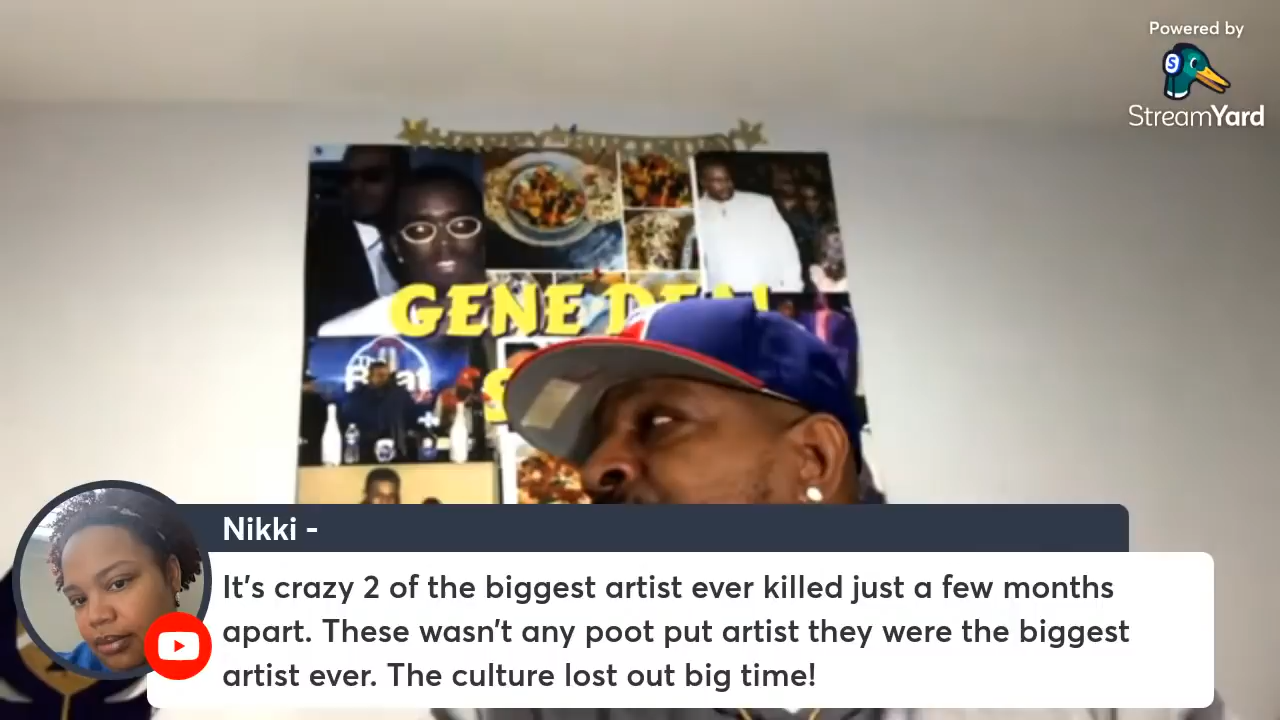 Powered by
StreamYard
GENE DEAL
Nikki -
It's crazy 2 of the biggest artist ever killed just a few months
apart. These wasn't any poot put artist they were the biggest
artist ever. The culture lost out big time!